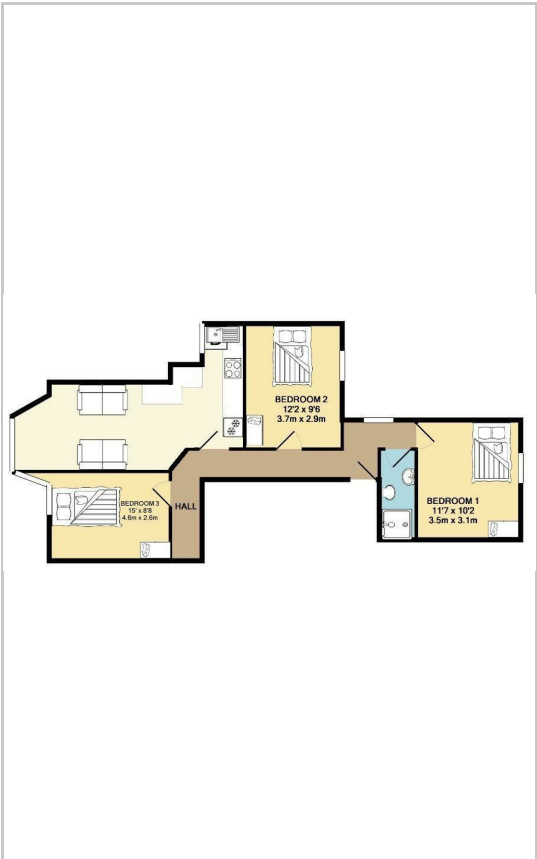 BEDROOM 2
12'2 x 9'6
3.7m x 2.9m
BEDROOM 3
15' x 8'8
4.6m x 2.6m
HALL
BEDROOM 1
11'7 x 10'2
3.5m x 3.1m